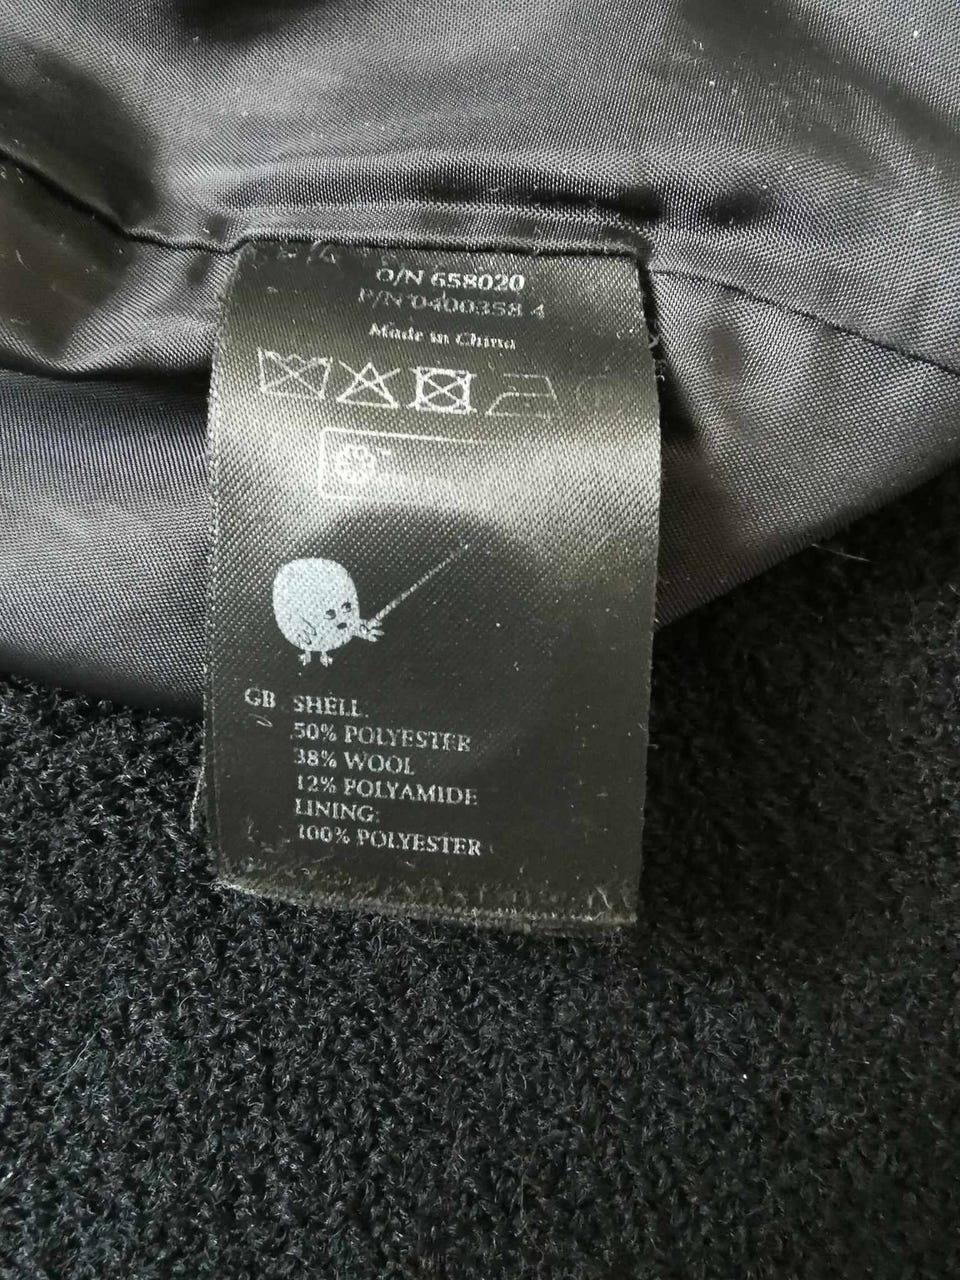 O/N 658020
P/N 0400358 4
Made in China
GB SHELL:
50% POLYESTER
38% WOOL
12% POLYAMIDE
LINING:
100% POLYESTER